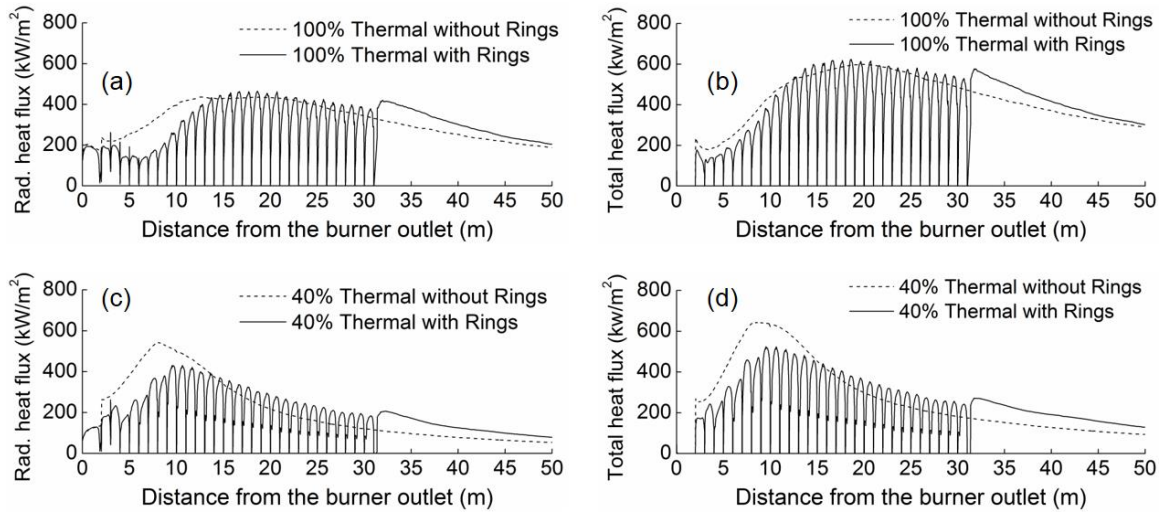 (a)
100% Thermal without Rings
100% Thermal with Rings
Rad. heat flux (kW/m²)
800
600
400
200
0
0 5 10 15 20 25 30 35 40 45 50
Distance from the burner outlet (m)
(b)
100% Thermal without Rings
100% Thermal with Rings
Total heat flux (kw/m²)
800
600
400
200
0
0 5 10 15 20 25 30 35 40 45 50
Distance from the burner outlet (m)
(c)
40% Thermal without Rings
40% Thermal with Rings
Rad. heat flux (kW/m²)
800
600
400
200
0
0 5 10 15 20 25 30 35 40 45 50
Distance from the burner outlet (m)
(d)
40% Thermal without Rings
40% Thermal with Rings
Total heat flux (kw/m²)
800
600
400
200
0
0 5 10 15 20 25 30 35 40 45 50
Distance from the burner outlet (m)